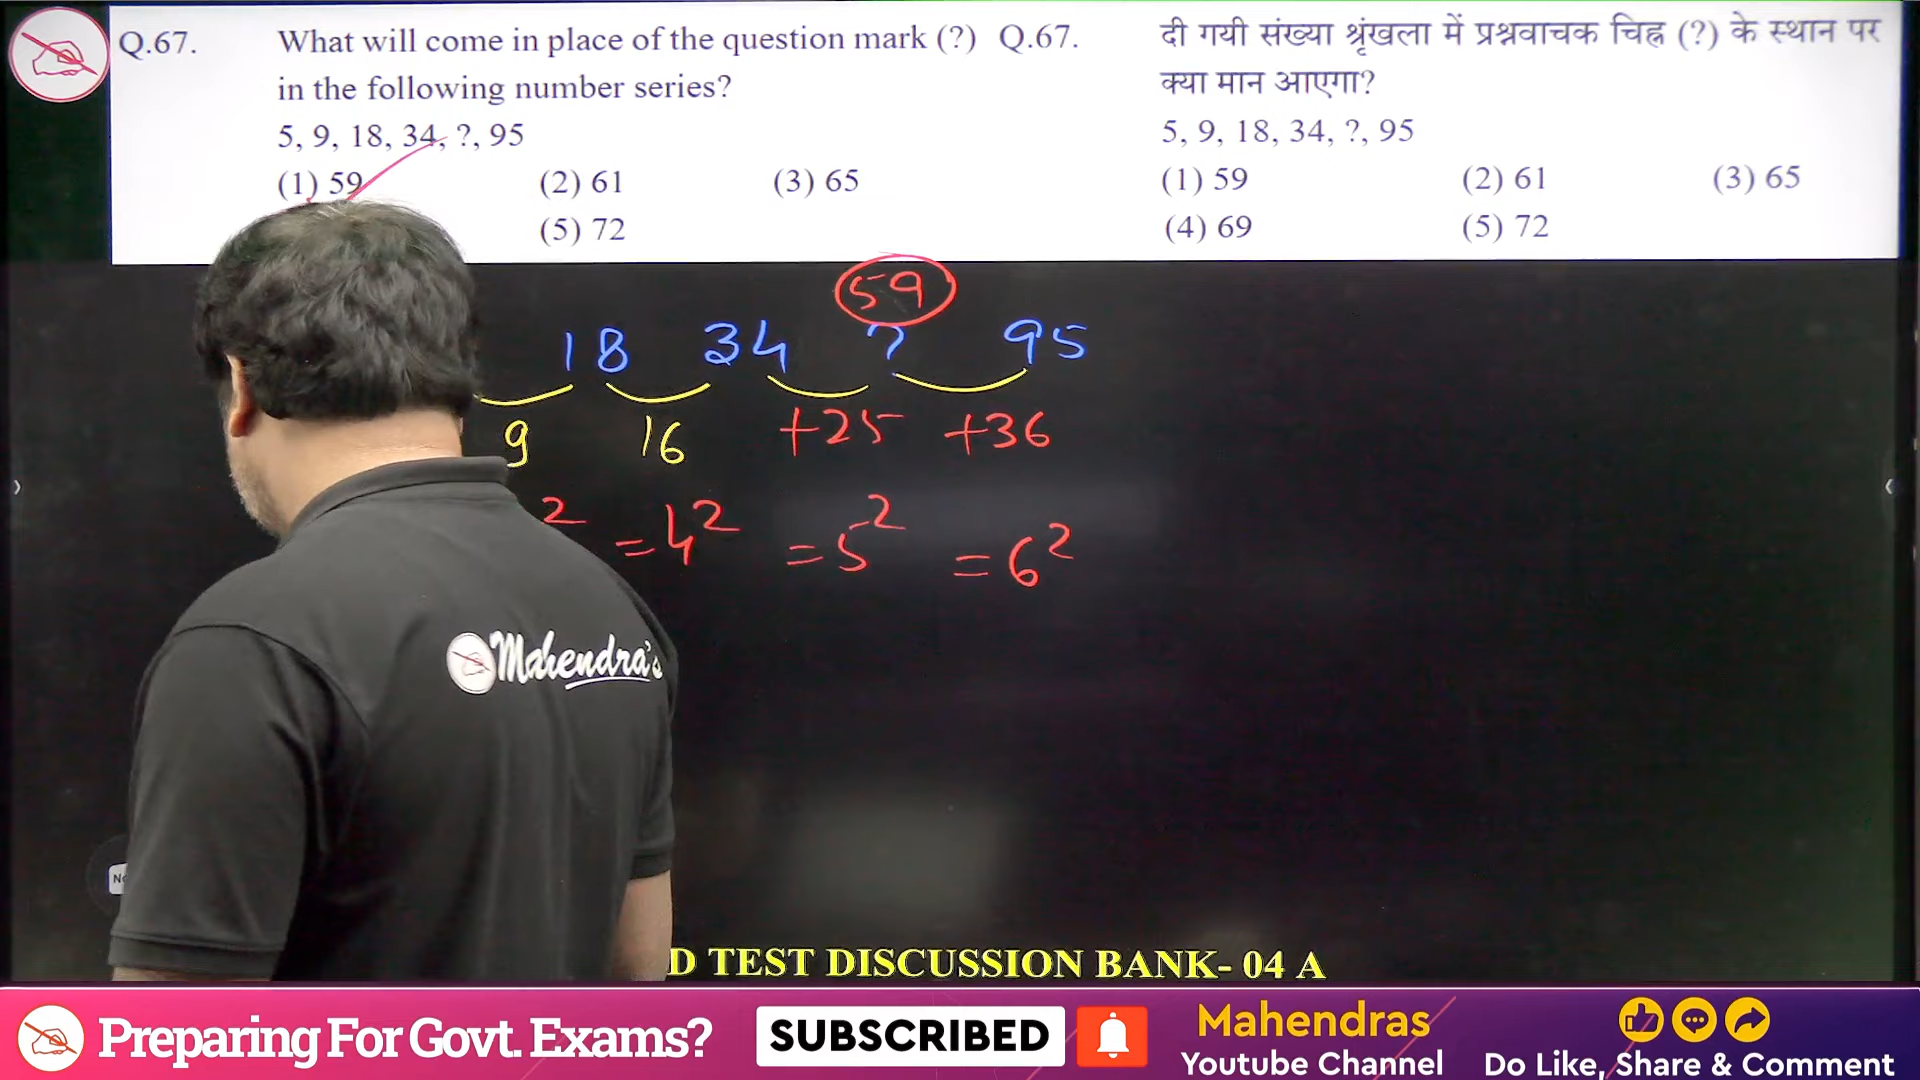 Q.67. What will come in place of the question mark (?)
in the following number series?
5, 9, 18, 34, ?, 95
(1) 59 (2) 61 (3) 65
(5) 72
Q.67. दी गयी संख्या श्रृंखला में प्रश्नवाचक चिह्न (?) के स्थान पर
क्या मान आएगा?
5, 9, 18, 34, ?, 95
(1) 59 (2) 61 (3) 65
(4) 69 (5) 72
59
18 34 ? 95
9 16 +25 +36
2 =4² =5² =6²
Mahendra's
D TEST DISCUSSION BANK- 04 A
Preparing For Govt. Exams?
SUBSCRIBED
Mahendras
Youtube Channel
Do Like, Share & Comment